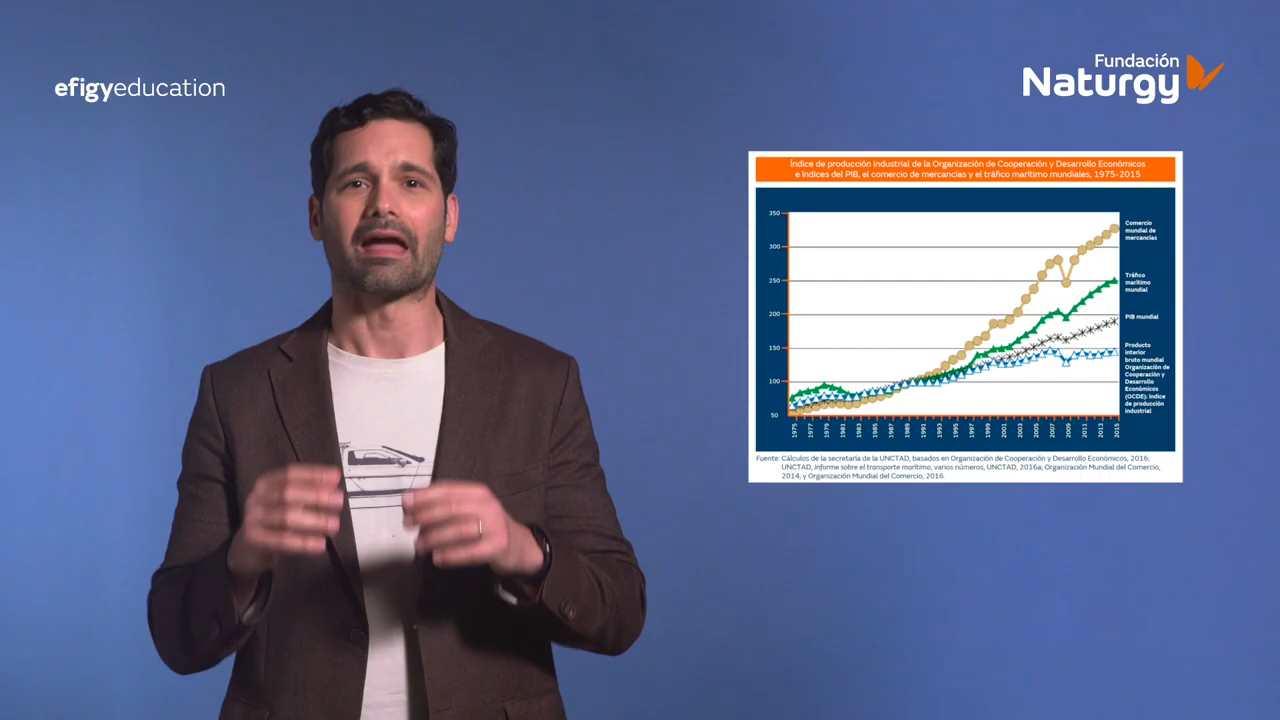 efigyeducation
Fundación
Naturgy
Índice de producción industrial de la Organización de Cooperación y Desarrollo Económicos
e índices del PIB, el comercio de mercancías y el tráfico marítimo mundiales, 1975-2015
350
300
250
200
150
100
50
Comercio
mundial de
mercancías
Tráfico
marítimo
mundial
PIB mundial
Producto
interior
bruto mundial
Organización de
Cooperación y
Desarrollo
Económicos
(OCDE): índice
de producción
industrial
1975 1977 1979 1981 1983 1985 1987 1989 1991 1993 1995 1997 1999 2001 2003 2005 2007 2009 2011 2013 2015
Fuente: Cálculos de la secretaría de la UNCTAD, basados en Organización de Cooperación y Desarrollo Económicos, 2016;
UNCTAD, Informe sobre el transporte marítimo, varios números, UNCTAD, 2016a; Organización Mundial del Comercio,
2014; y Organización Mundial del Comercio, 2016.